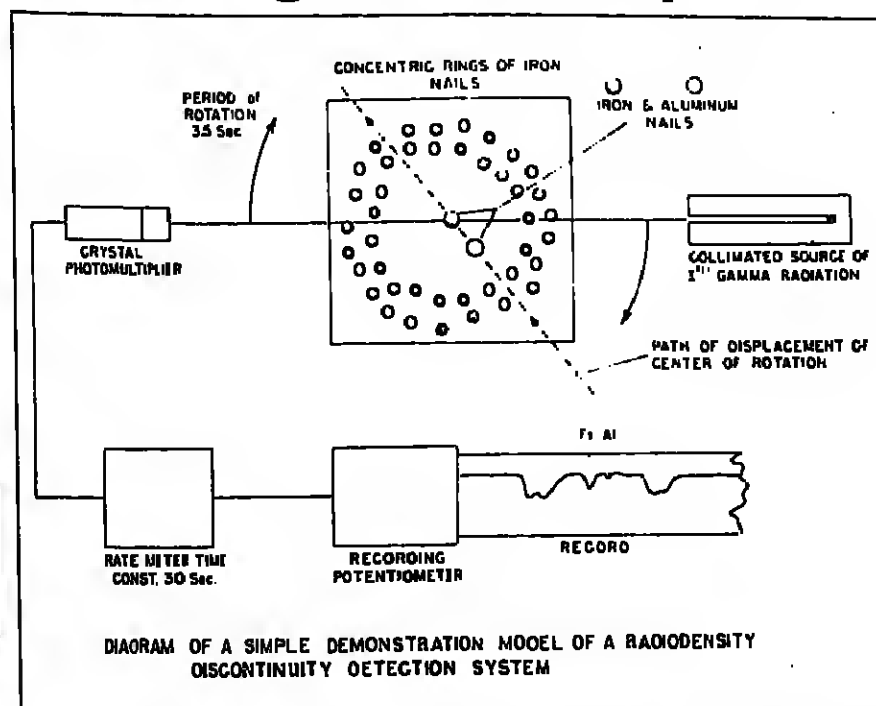 CONCENTRIC RINGS OF IRON
NAILS
IRON & ALUMINUM
NAILS
PERIOD of
ROTATION
35 Sec
CRYSTAL
PHOTOMULTIPLIER
COLLIMATED SOURCE OF
GAMMA RADIATION
PATH OF DISPLACEMENT OF
CENTER OF ROTATION
Fe Al
RATE METER TIME
CONST. 30 Sec.
RECORDING
POTENTIOMETER
RECORD
DIAGRAM OF A SIMPLE DEMONSTRATION MODEL OF A RADIODENSITY
DISCONTINUITY DETECTION SYSTEM